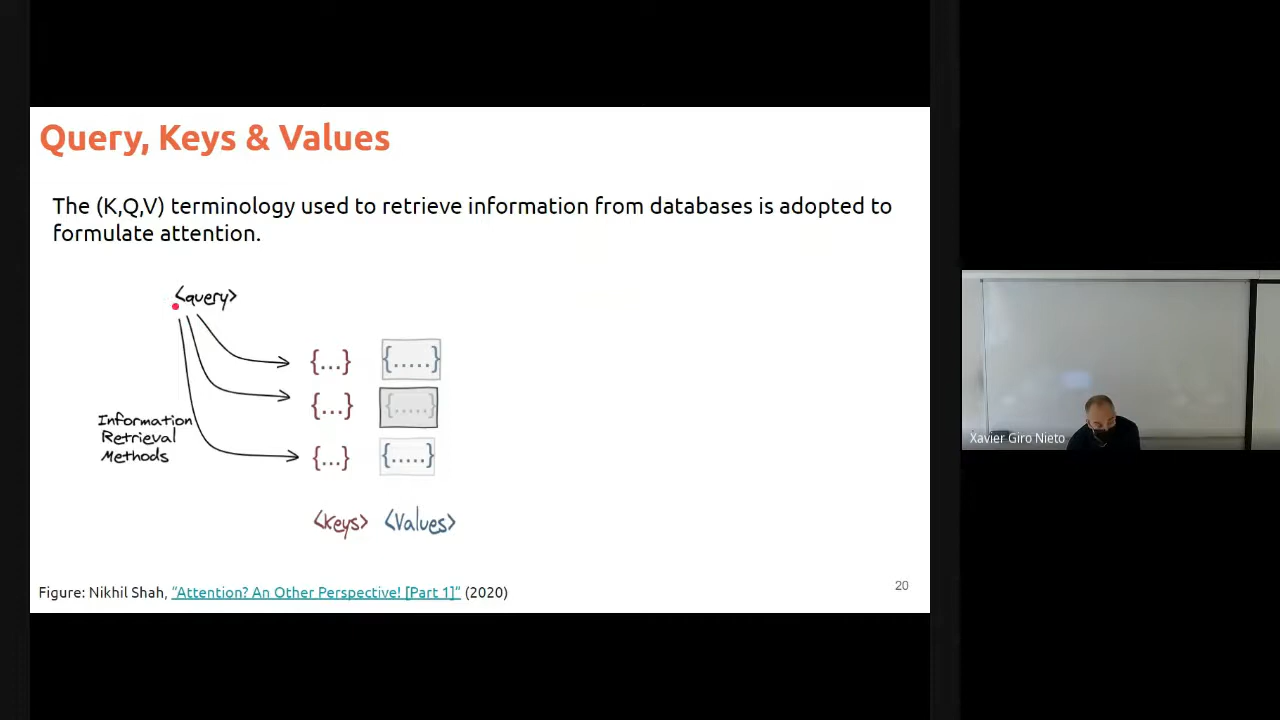 Query, Keys & Values
The (K,Q,V) terminology used to retrieve information from databases is adopted to
formulate attention.
<query>
{...} {.....}
{...} {.....}
{...} {.....}
Information
Retrieval
Methods
<Keys> <Values>
Figure: Nikhil Shah, “Attention? An Other Perspective! [Part 1]” (2020)
20
Xavier Giro Nieto